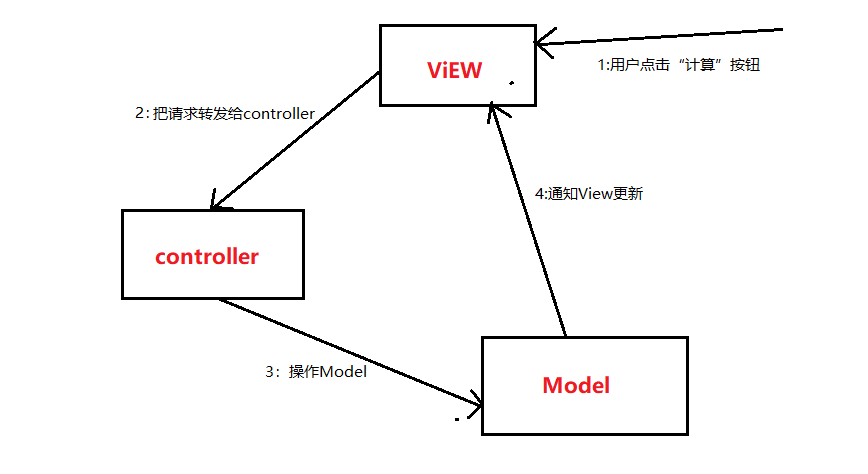 ViEW
1:用户点击“计算”按钮
2：把请求转发给controller
4:通知View更新
controller
3：操作Model
Model